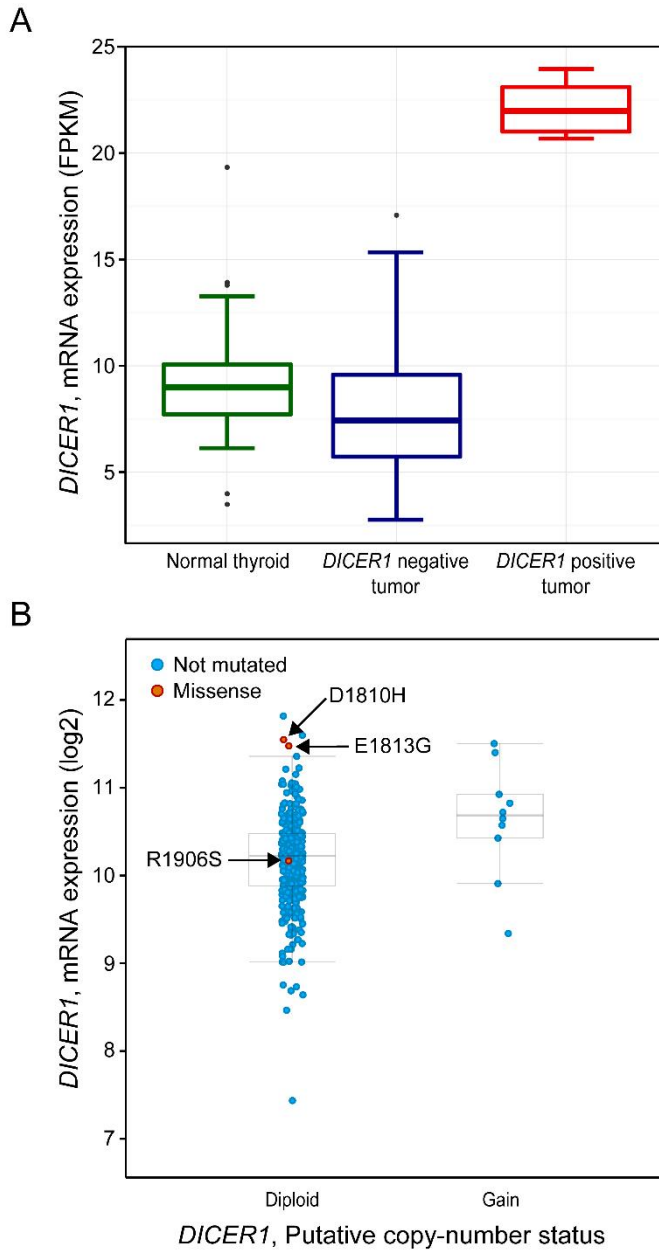 A
DICER1, mRNA expression (FPKM)
25
20
15
10
5
Normal thyroid
DICER1 negative
tumor
DICER1 positive
tumor
B
DICER1, mRNA expression (log2)
Not mutated
Missense
D1810H
E1813G
R1906S
12
11
10
9
8
7
Diploid
Gain
DICER1, Putative copy-number status